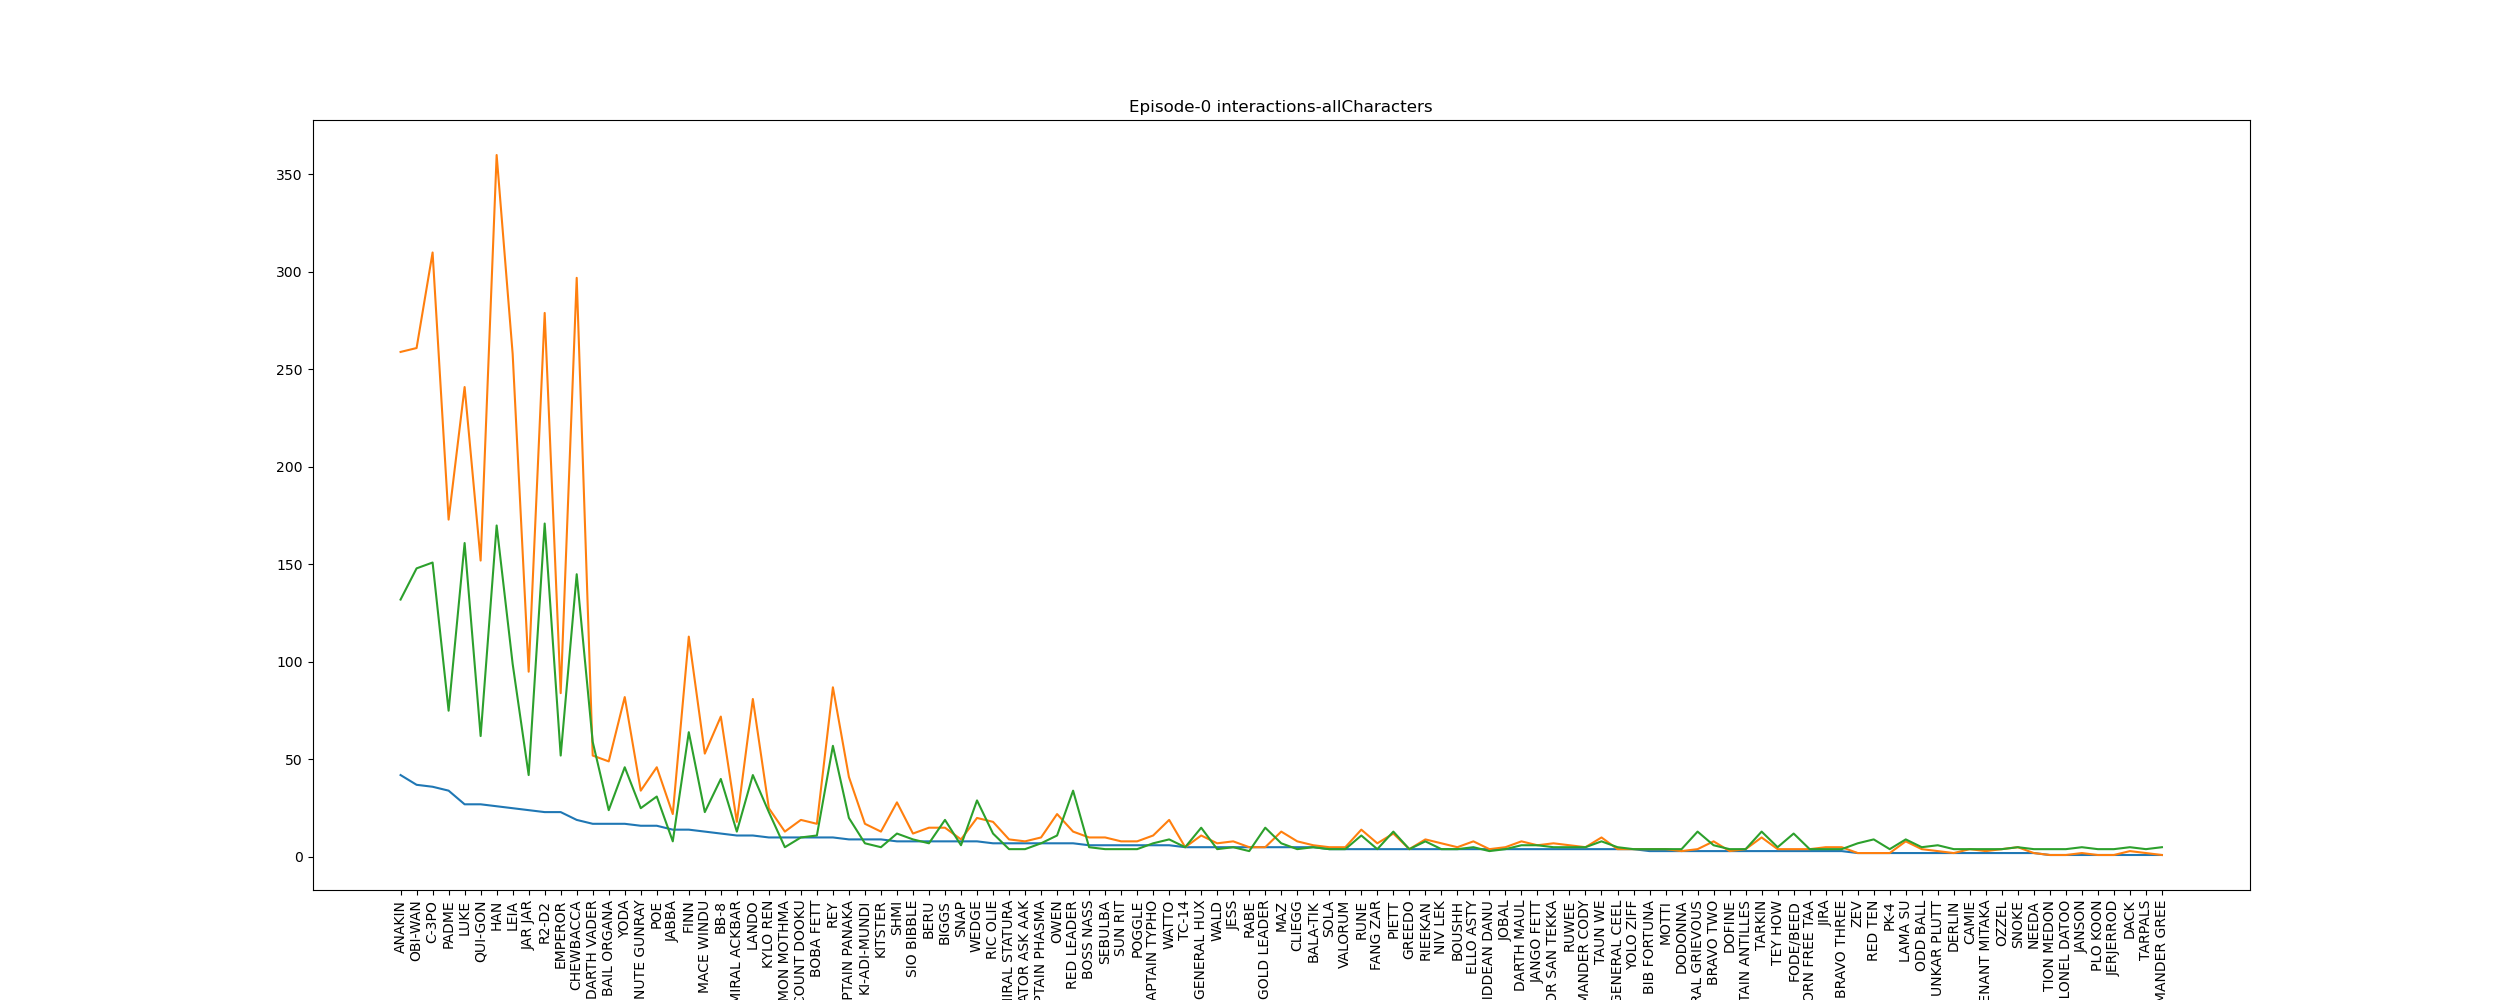 Episode-0 interactions-allCharacters
350
300
250
200
150
100
50
0
ANAKIN
OBI-WAN
C-3PO
PADME
LUKE
QUI-GON
HAN
LEIA
JAR JAR
R2-D2
EMPEROR
CHEWBACCA
DARTH VADER
BAIL ORGANA
YODA
NUTE GUNRAY
POE
JABBA
FINN
MACE WINDU
BB-8
MIRAL ACKBAR
LANDO
KYLO REN
MON MOTHMA
COUNT DOOKU
BOBA FETT
REY
PTAIN PANAKA
KI-ADI-MUNDI
KITSTER
SHMI
SIO BIBBLE
BERU
BIGGS
SNAP
WEDGE
RIC OLIE
IRAL STATURA
ATOR ASK AAK
PTAIN PHASMA
OWEN
RED LEADER
BOSS NASS
SEBULBA
SUN RIT
POGGLE
APTAIN TYPHO
WATTO
TC-14
GENERAL HUX
WALD
JESS
RABE
GOLD LEADER
MAZ
CLIEGG
BALA-TIK
SOLA
VALORUM
RUNE
FANG ZAR
PIETT
GREEDO
RIEEKAN
NIV LEK
BOUSHH
ELLO ASTY
IDDEAN DANU
JOBAL
DARTH MAUL
JANGO FETT
OR SAN TEKKA
RUWEE
MANDER CODY
TAUN WE
GENERAL CEEL
YOLO ZIFF
BIB FORTUNA
MOTTI
DODONNA
RAL GRIEVOUS
BRAVO TWO
DOFINE
TAIN ANTILLES
TARKIN
TEY HOW
FODE/BEED
ORN FREE TAA
JIRA
BRAVO THREE
ZEV
RED TEN
PK-4
LAMA SU
ODD BALL
UNKAR PLUTT
DERLIN
CAMIE
ENANT MITAKA
OZZEL
SNOKE
NEEDA
TION MEDON
LONEL DATOO
JANSON
PLO KOON
JERJERROD
DACK
TARPALS
MANDER GREE